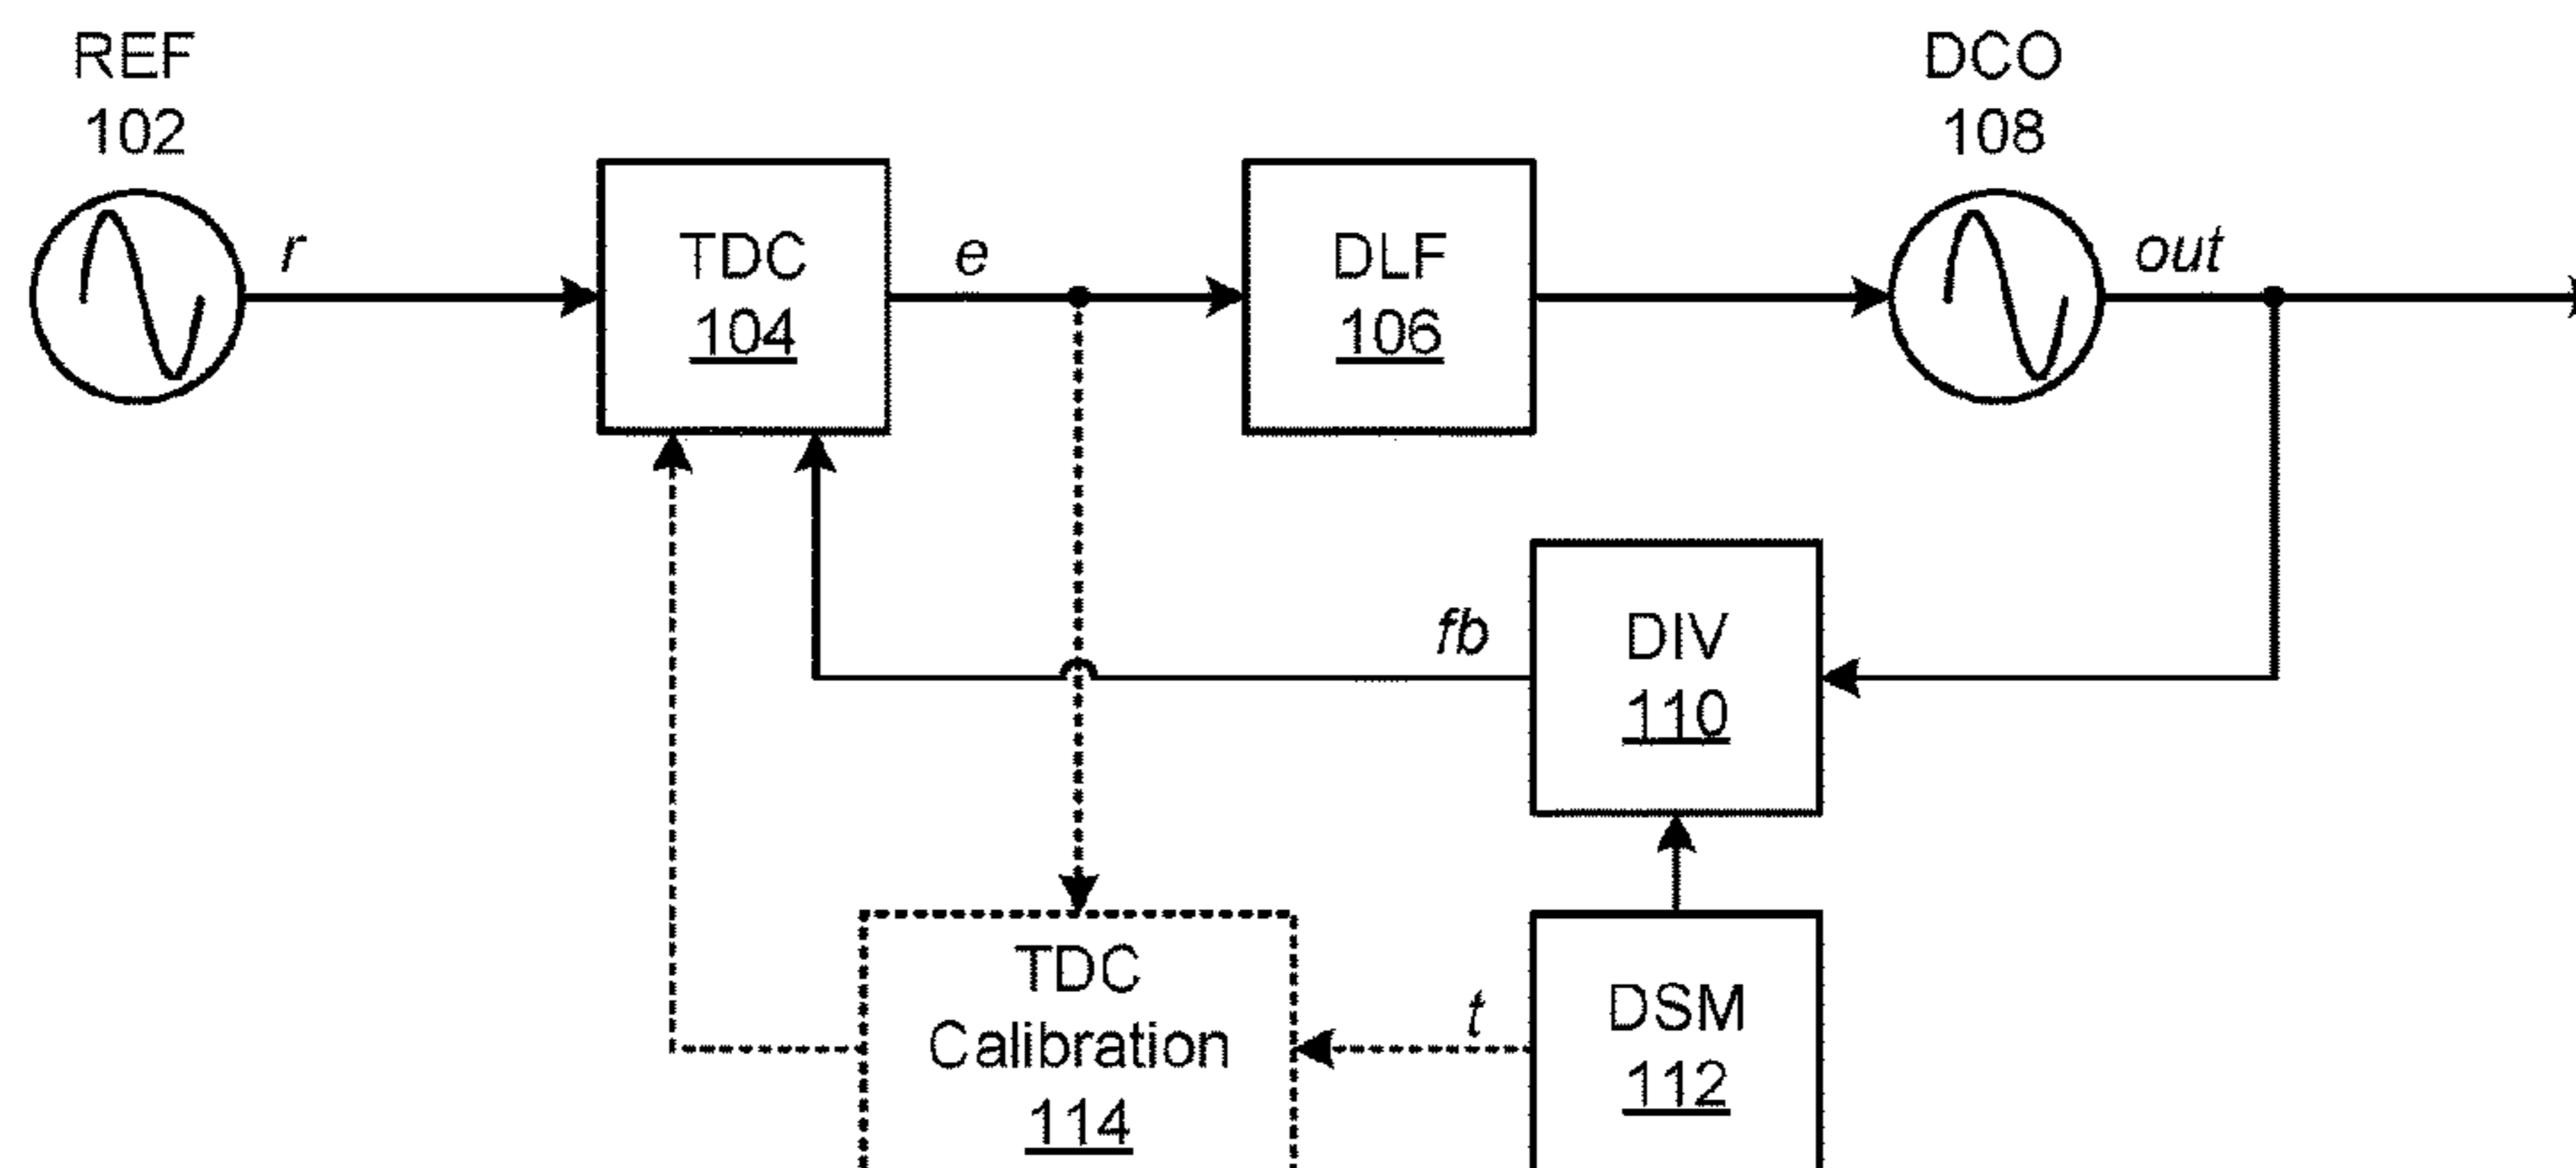 REF
102
DCO
108
r
TDC
104
e
DLF
106
out
fb
DIV
110
TDC
Calibration
114
t
DSM
112